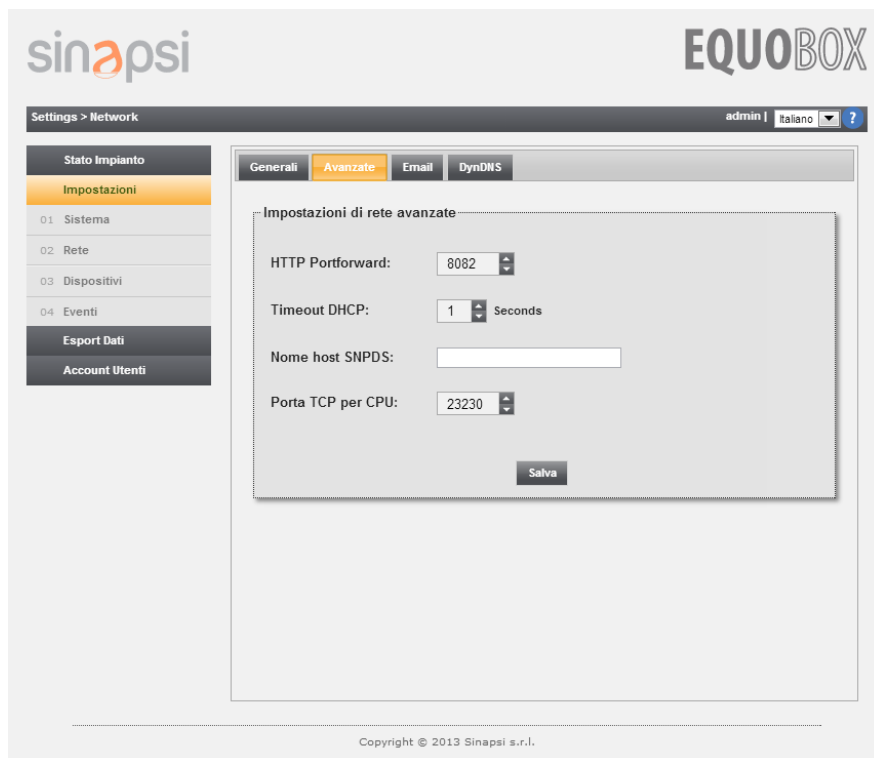 sinapsi
EQUOBOX
Settings > Network
admin | Italiano ?
Stato Impianto
Impostazioni
01 Sistema
02 Rete
03 Dispositivi
04 Eventi
Esport Dati
Account Utenti
Generali Avanzate Email DynDNS
Impostazioni di rete avanzate
HTTP Portforward: 8082
Timeout DHCP: 1 Seconds
Nome host SNPDS:
Porta TCP per CPU: 23230
Salva
Copyright © 2013 Sinapsi s.r.l.